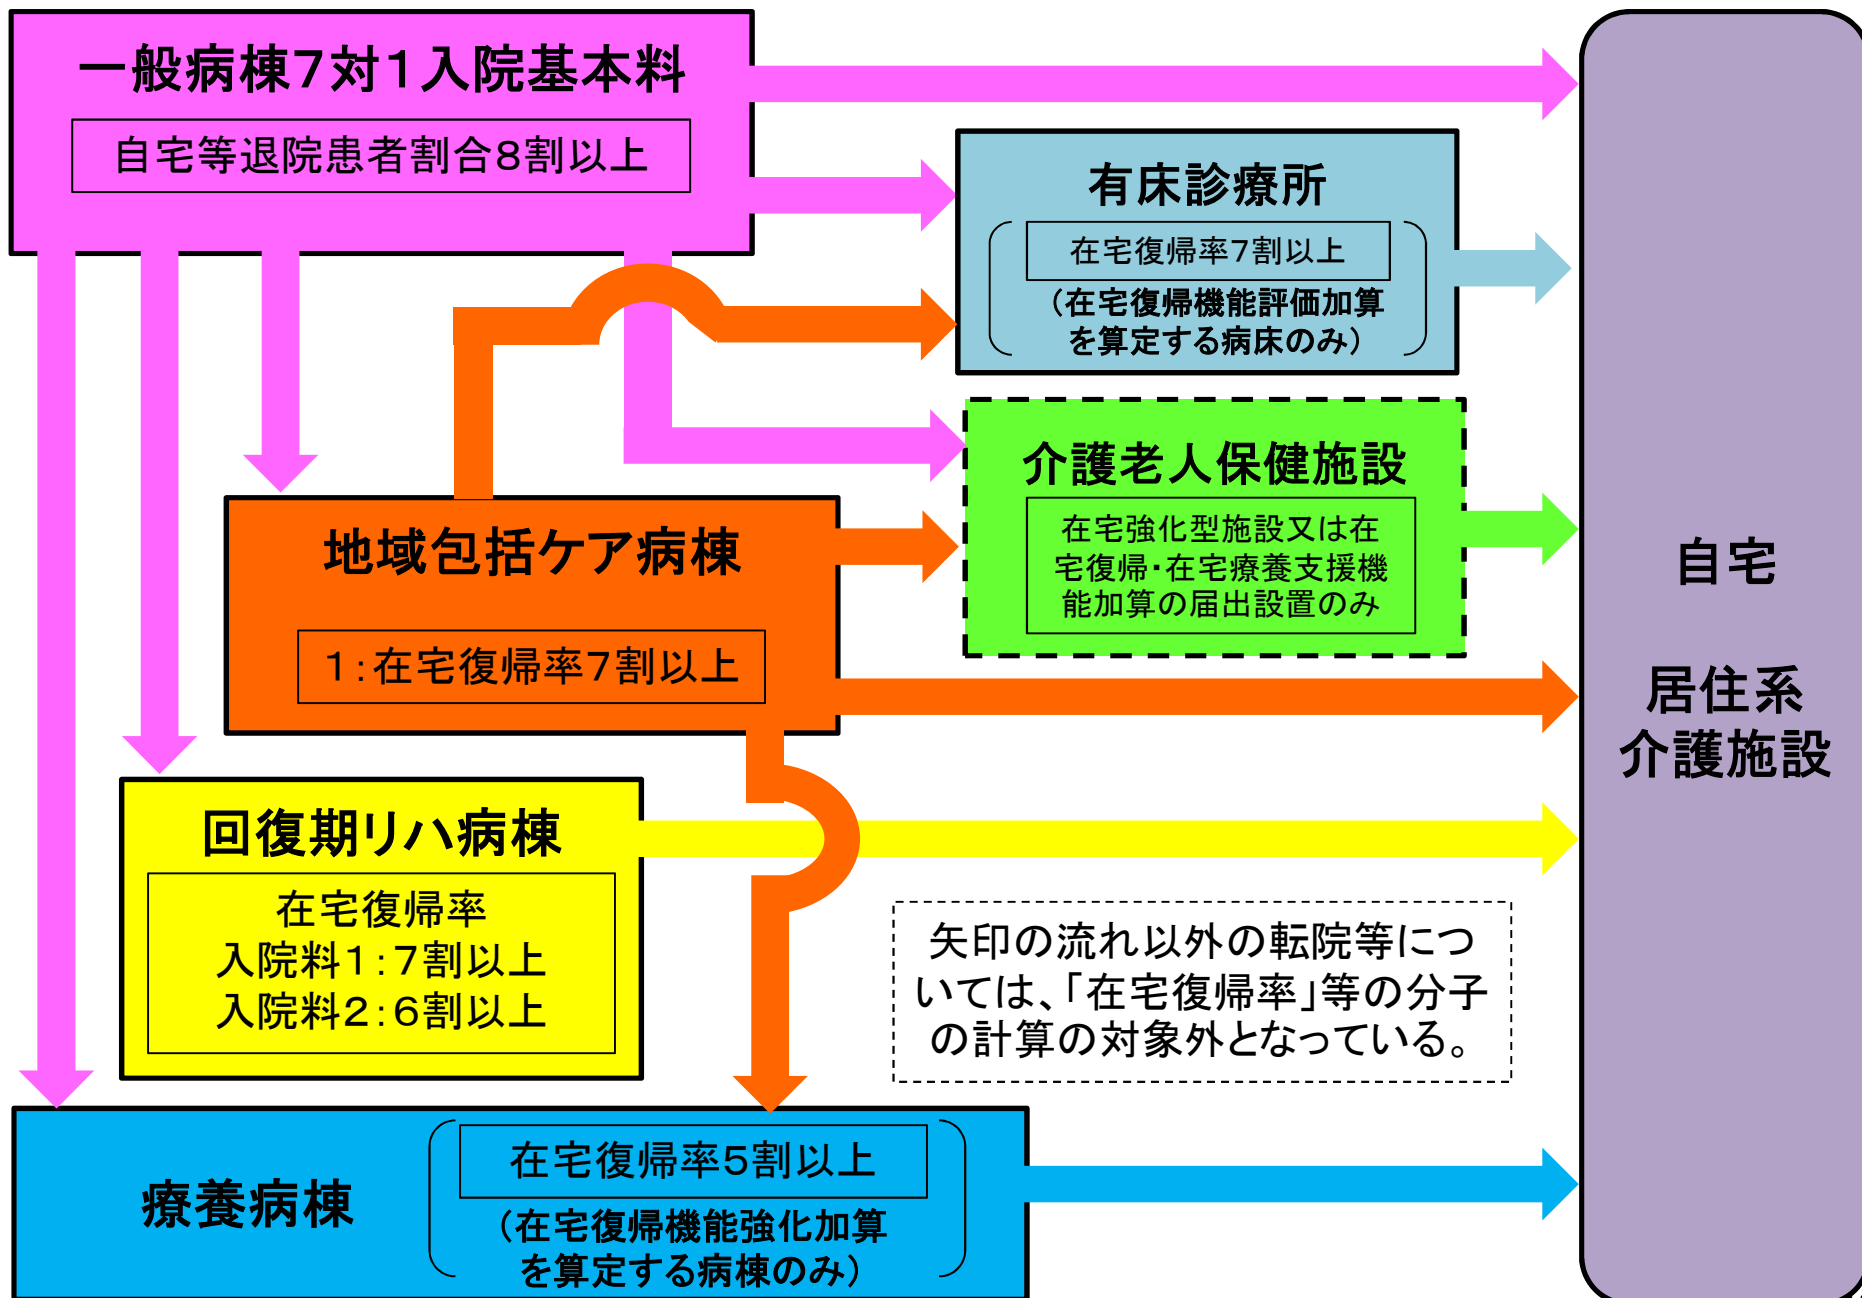 一般病棟７対１入院基本料
自宅等退院患者割合８割以上
有床診療所
在宅復帰率7割以上
（在宅復帰機能評価加算
を算定する病床のみ）
介護老人保健施設
在宅強化型施設又は在
宅復帰・在宅療養支援機
能加算の届出設置のみ
地域包括ケア病棟
１：在宅復帰率７割以上
回復期リハ病棟
在宅復帰率
入院料１：７割以上
入院料２：６割以上
矢印の流れ以外の転院等につ
いては、「在宅復帰率」等の分子
の計算の対象外となっている。
療養病棟
在宅復帰率５割以上
（在宅復帰機能強化加算
を算定する病棟のみ）
自宅
居住系
介護施設